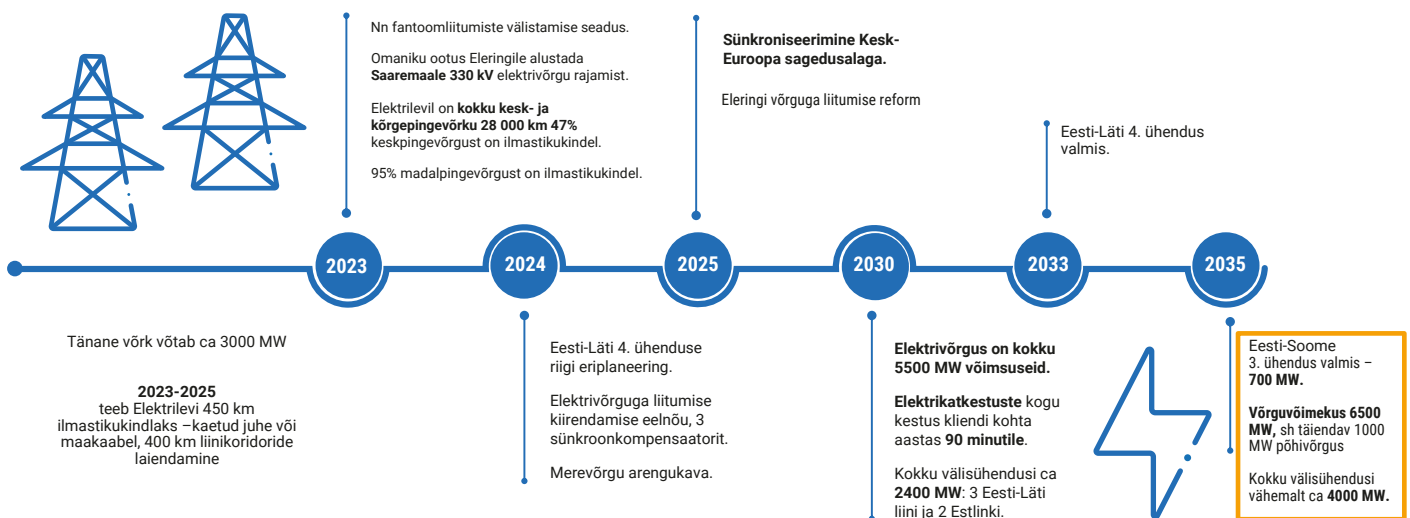 Nn fantoomliitumiste välistamise seadus.
Omaniku ootus Eleringile alustada
Saaremaale 330 kV elektrivõrgu rajamist.
Elektrilevil on kokku kesk- ja
kõrgepingevõrku 28 000 km 47%
keskpingevõrgust on ilmastikukindel.
95% madalpingevõrgust on ilmastikukindel.
Sünkroniseerimine Kesk-
Euroopa sagedusalaga.
Eleringi võrguga liitumise reform
Eesti-Läti 4. ühendus
valmis.
2023
2024
2025
2030
2033
2035
Tänane võrk võtab ca 3000 MW
2023-2025
teeb Elektrilevi 450 km
ilmastikukindlaks –kaetud juhe või
maakaabel, 400 km liinikoridoride
laiendamine
Eesti-Läti 4. ühenduse
riigi eriplaneering.
Elektrivõrguga liitumise
kiirendamise eelnõu, 3
sünkroonkompensaatorit.
Merevõrgu arengukava.
Elektrivõrgus on kokku
5500 MW võimsuseid.
Elektrikatkestuste kogu
kestus kliendi kohta
aastas 90 minutile.
Kokku välisühendusi ca
2400 MW: 3 Eesti-Läti
liini ja 2 Estlinki.
Eesti-Soome
3. ühendus valmis –
700 MW.
Võrguvõimekus 6500
MW, sh täiendav 1000
MW põhivõrgus
Kokku välisühendusi
vähemalt ca 4000 MW.